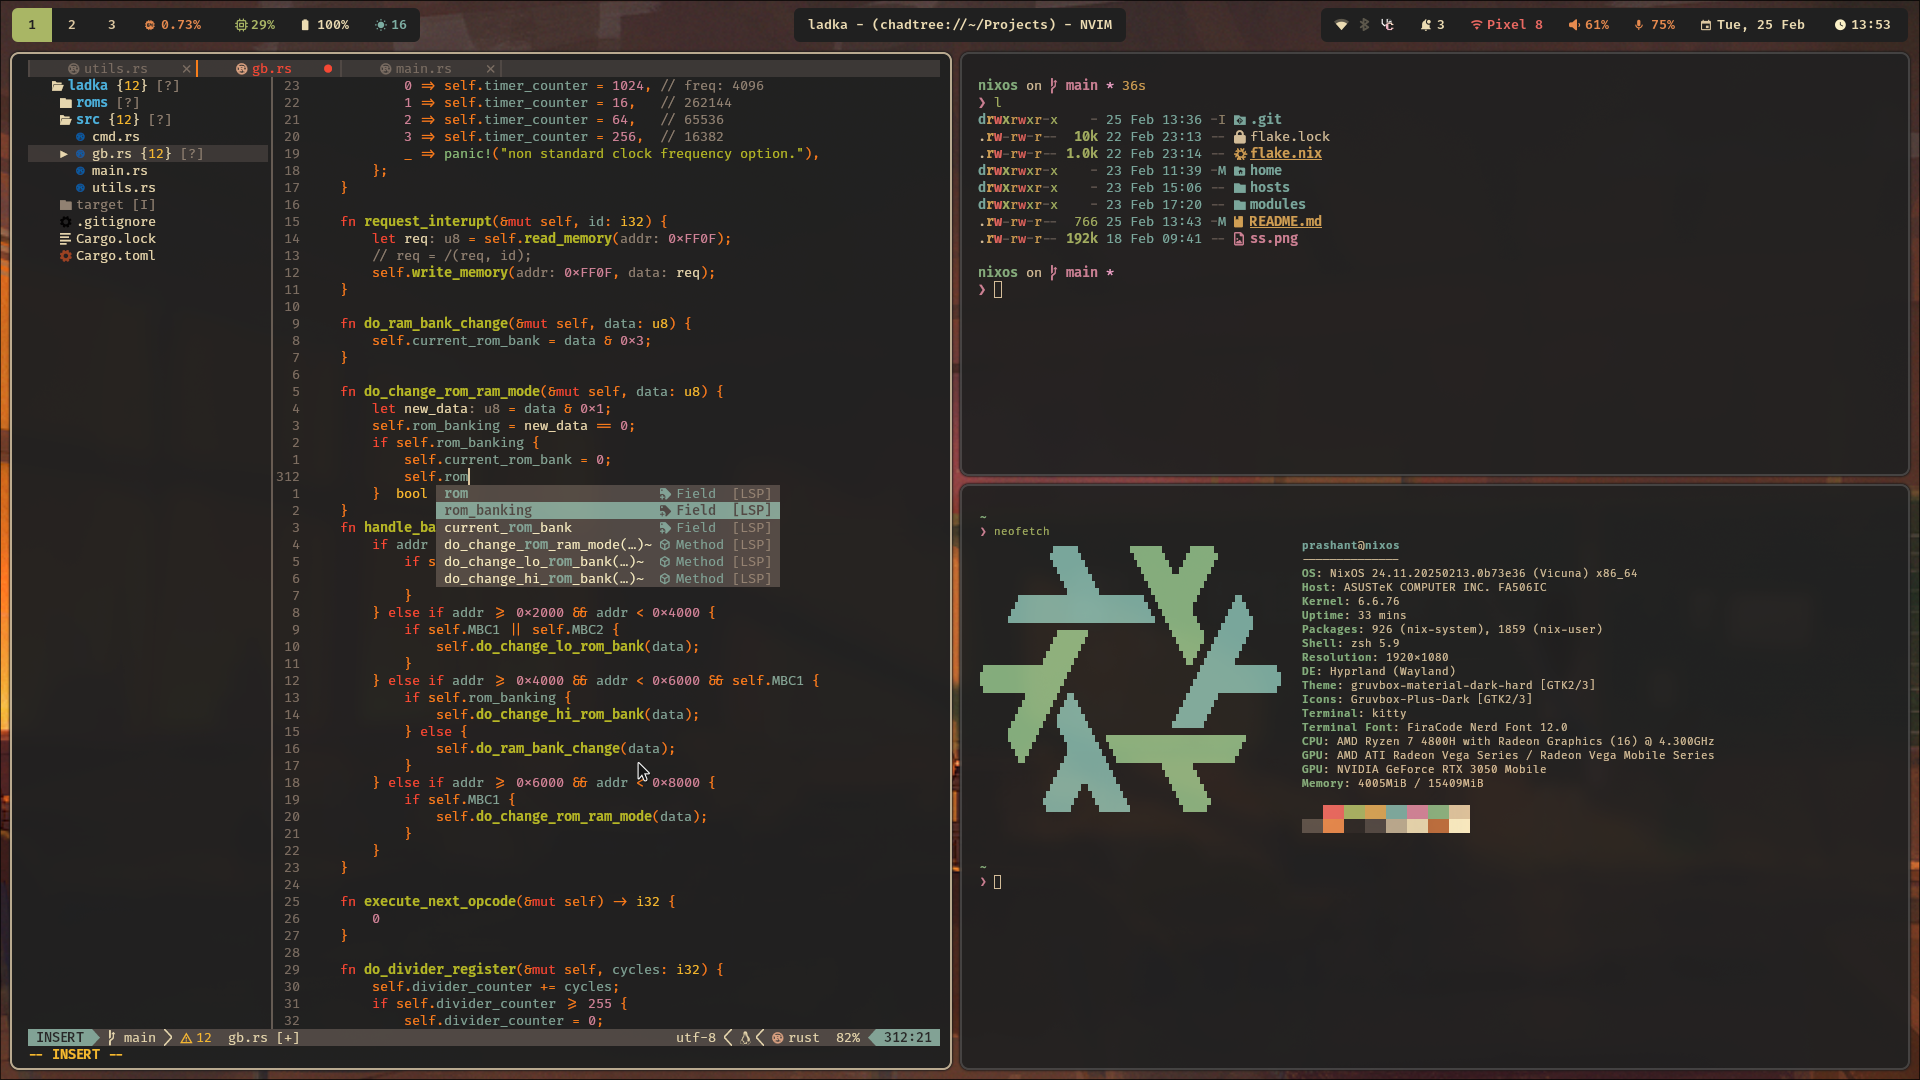 1 2 3 0.73% 29% 100% 16
ladka - (chadtree://~/Projects) - NVIM
3 Pixel 8 61% 75% Tue, 25 Feb 13:53
utils.rs × gb.rs ● main.rs ×
ladka {12} [?]
roms [?]
src {12} [?]
cmd.rs
▶ gb.rs {12} [?]
main.rs
utils.rs
target [I]
.gitignore
Cargo.lock
Cargo.toml
23 0 => self.timer_counter = 1024, // freq: 4096
22 1 => self.timer_counter = 16, // 262144
21 2 => self.timer_counter = 64, // 65536
20 3 => self.timer_counter = 256, // 16382
19 _ => panic!("non standard clock frequency option."),
18 };
17 }
16
15 fn request_interupt(&mut self, id: i32) {
14 let req: u8 = self.read_memory(addr: 0xFF0F);
13 // req = /(req, id);
12 self.write_memory(addr: 0xFF0F, data: req);
11 }
10
9 fn do_ram_bank_change(&mut self, data: u8) {
8 self.current_rom_bank = data & 0x3;
7 }
6
5 fn do_change_rom_ram_mode(&mut self, data: u8) {
4 let new_data: u8 = data & 0x1;
3 self.rom_banking = new_data == 0;
2 if self.rom_banking {
1 self.current_rom_bank = 0;
312 self.rom
1 } bool rom Field [LSP]
2 } rom_banking Field [LSP]
3 fn handle_ba current_rom_bank Field [LSP]
4 if addr do_change_rom_ram_mode(…)~ Method [LSP]
5 if s do_change_lo_rom_bank(…)~ Method [LSP]
6 do_change_hi_rom_bank(…)~ Method [LSP]
7 }
8 } else if addr >= 0x2000 && addr < 0x4000 {
9 if self.MBC1 || self.MBC2 {
10 self.do_change_lo_rom_bank(data);
11 }
12 } else if addr >= 0x4000 && addr < 0x6000 && self.MBC1 {
13 if self.rom_banking {
14 self.do_change_hi_rom_bank(data);
15 } else {
16 self.do_ram_bank_change(data);
17 }
18 } else if addr >= 0x6000 && addr < 0x8000 {
19 if self.MBC1 {
20 self.do_change_rom_ram_mode(data);
21 }
22 }
23 }
24
25 fn execute_next_opcode(&mut self) -> i32 {
26 0
27 }
28
29 fn do_divider_register(&mut self, cycles: i32) {
30 self.divider_counter += cycles;
31 if self.divider_counter >= 255 {
32 self.divider_counter = 0;
INSERT main 12 gb.rs [+] utf-8 rust 82% 312:21
-- INSERT --
nixos on main * 36s
❯ l
drwxrwxr-x - 25 Feb 13:36 -I .git
.rw-rw-r-- 10k 22 Feb 23:13 -- flake.lock
.rw-rw-r-- 1.0k 22 Feb 23:14 -- flake.nix
drwxrwxr-x - 23 Feb 11:39 -M home
drwxrwxr-x - 23 Feb 15:06 -- hosts
drwxrwxr-x - 23 Feb 17:20 -- modules
.rw-rw-r-- 766 25 Feb 13:43 -M README.md
.rw-rw-r-- 192k 18 Feb 09:41 -- ss.png
nixos on main *
❯
~
❯ neofetch
prashant@nixos
--------------
OS: NixOS 24.11.20250213.0b73e36 (Vicuna) x86_64
Host: ASUSTeK COMPUTER INC. FA506IC
Kernel: 6.6.76
Uptime: 33 mins
Packages: 926 (nix-system), 1859 (nix-user)
Shell: zsh 5.9
Resolution: 1920x1080
DE: Hyprland (Wayland)
Theme: gruvbox-material-dark-hard [GTK2/3]
Icons: Gruvbox-Plus-Dark [GTK2/3]
Terminal: kitty
Terminal Font: FiraCode Nerd Font 12.0
CPU: AMD Ryzen 7 4800H with Radeon Graphics (16) @ 4.300GHz
GPU: AMD ATI Radeon Vega Series / Radeon Vega Mobile Series
GPU: NVIDIA GeForce RTX 3050 Mobile
Memory: 4005MiB / 15409MiB
~
❯